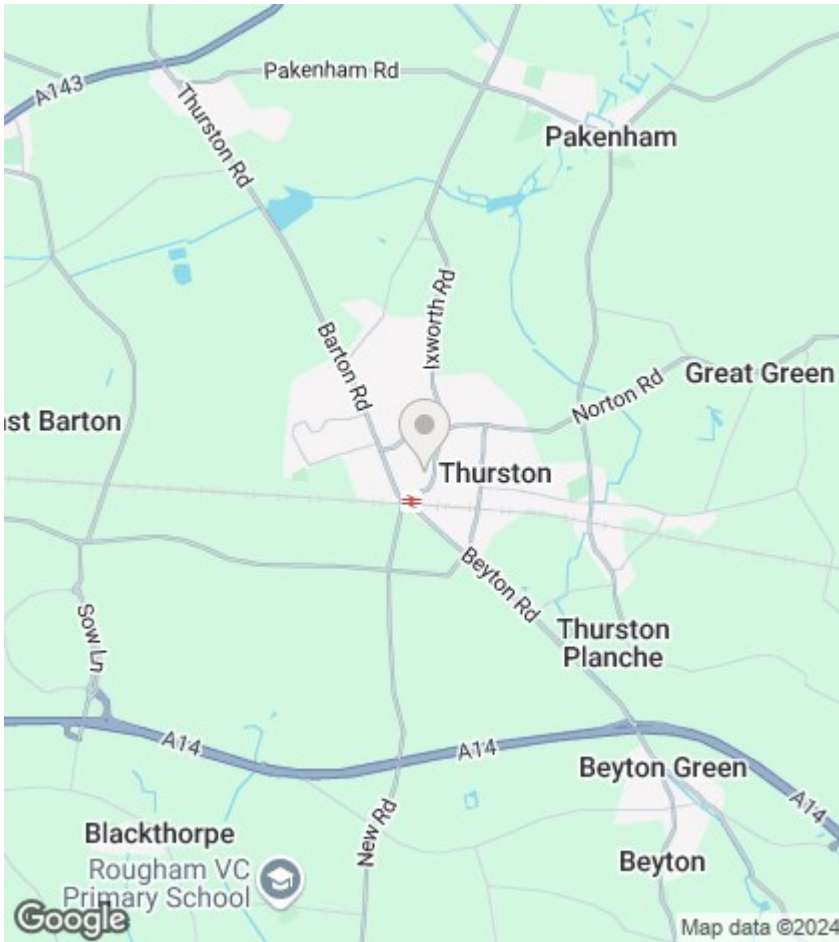 A143
Pakenham Rd
Thurston Rd
Pakenham
Ixworth Rd
Barton Rd
Great Green
Norton Rd
ast Barton
Thurston
Beyton Rd
Sow Ln
Thurston
Planche
A14
A14
Beyton Green
A14
New Rd
Blackthorpe
Beyton
Rougham VC
Primary School
Google
Map data ©2024